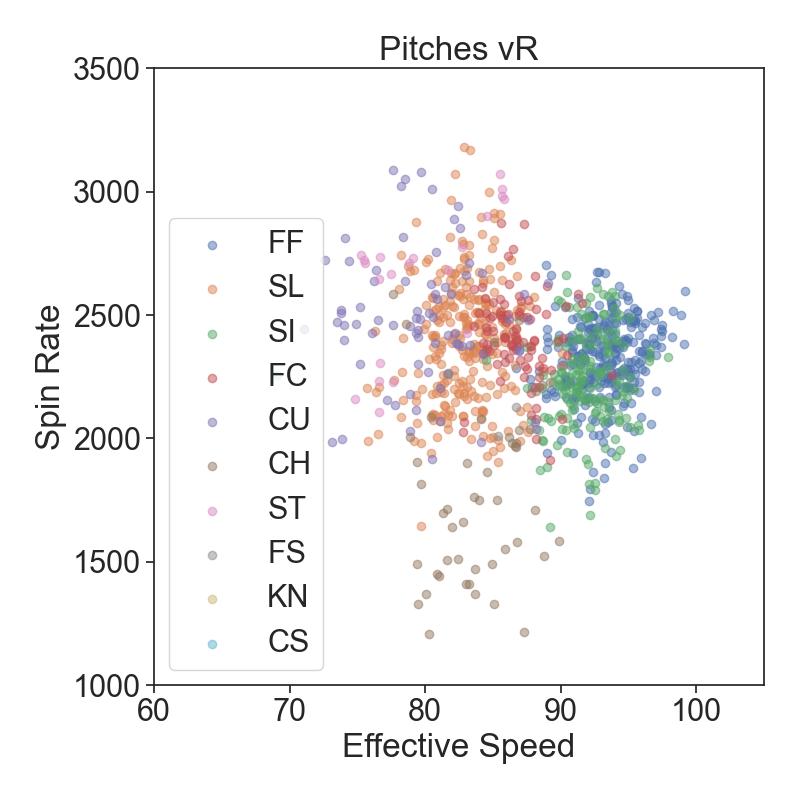 Pitches vR
3500
3000
2500
2000
1500
1000
Spin Rate
FF
SL
SI
FC
CU
CH
ST
FS
KN
CS
60 70 80 90 100
Effective Speed